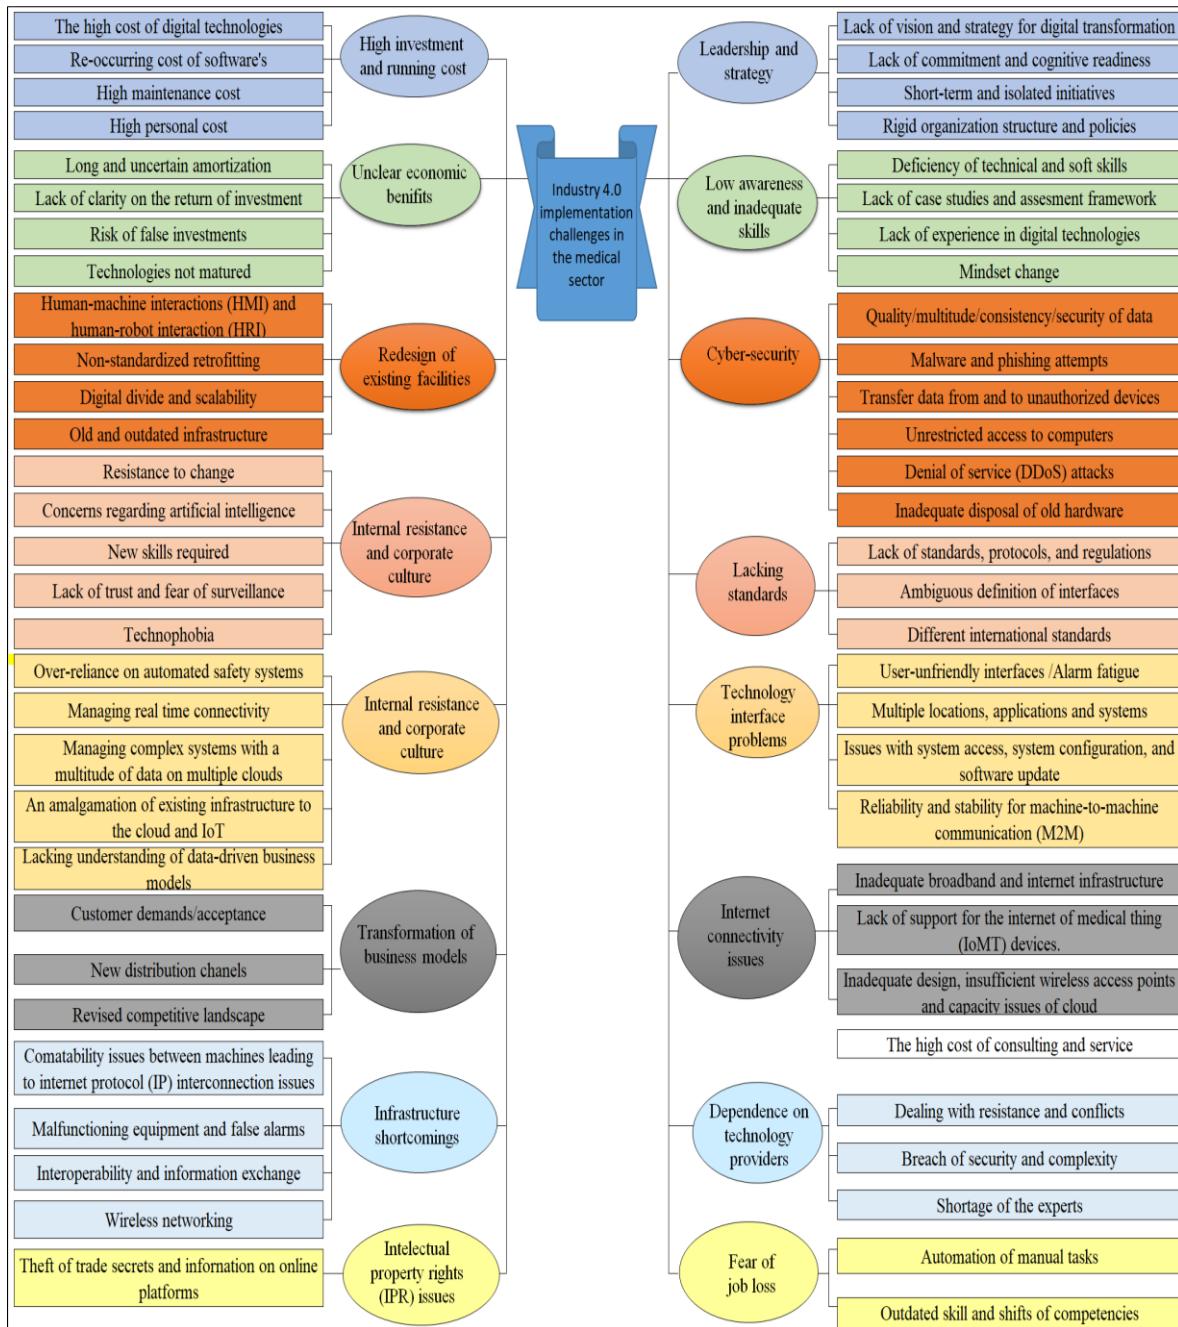 The high cost of digital technologies
Re-occurring cost of software's
High maintenance cost
High personal cost
High investment
and running cost
Long and uncertain amortization
Lack of clarity on the return of investment
Risk of false investments
Technologies not matured
Unclear economic
benifits
Human-machine interactions (HMI) and
human-robot interaction (HRI)
Non-standardized retrofitting
Digital divide and scalability
Old and outdated infrastructure
Redesign of
existing facilities
Resistance to change
Concerns regarding artificial intelligence
New skills required
Lack of trust and fear of surveillance
Technophobia
Internal resistance
and corporate
culture
Over-reliance on automated safety systems
Managing real time connectivity
Managing complex systems with a
multitude of data on multiple clouds
An amalgamation of existing infrastructure to
the cloud and IoT
Lacking understanding of data-driven business
models
Internal resistance
and corporate
culture
Customer demands/acceptance
New distribution chanels
Revised competitive landscape
Transformation of
business models
Comatability issues between machines leading
to internet protocol (IP) interconnection issues
Malfunctioning equipment and false alarms
Interoperability and information exchange
Wireless networking
Infrastructure
shortcomings
Theft of trade secrets and infornation on online
platforms
Intelectual
property rights
(IPR) issues
Industry 4.0
implementation
challenges in
the medical
sector
Leadership and
strategy
Lack of vision and strategy for digital transformation
Lack of commitment and cognitive readiness
Short-term and isolated initiatives
Rigid organization structure and policies
Low awareness
and inadequate
skills
Deficiency of technical and soft skills
Lack of case studies and assesment framework
Lack of experience in digital technologies
Mindset change
Cyber-security
Quality/multitude/consistency/security of data
Malware and phishing attempts
Transfer data from and to unauthorized devices
Unrestricted access to computers
Denial of service (DDoS) attacks
Inadequate disposal of old hardware
Lacking
standards
Lack of standards, protocols, and regulations
Ambiguous definition of interfaces
Different international standards
Technology
interface
problems
User-unfriendly interfaces /Alarm fatigue
Multiple locations, applications and systems
Issues with system access, system configuration, and
software update
Reliability and stability for machine-to-machine
communication (M2M)
Internet
connectivity
issues
Inadequate broadband and internet infrastructure
Lack of support for the internet of medical thing
(IoMT) devices.
Inadequate design, insufficient wireless access points
and capacity issues of cloud
The high cost of consulting and service
Dependence on
technology
providers
Dealing with resistance and conflicts
Breach of security and complexity
Shortage of the experts
Fear of
job loss
Automation of manual tasks
Outdated skill and shifts of competencies